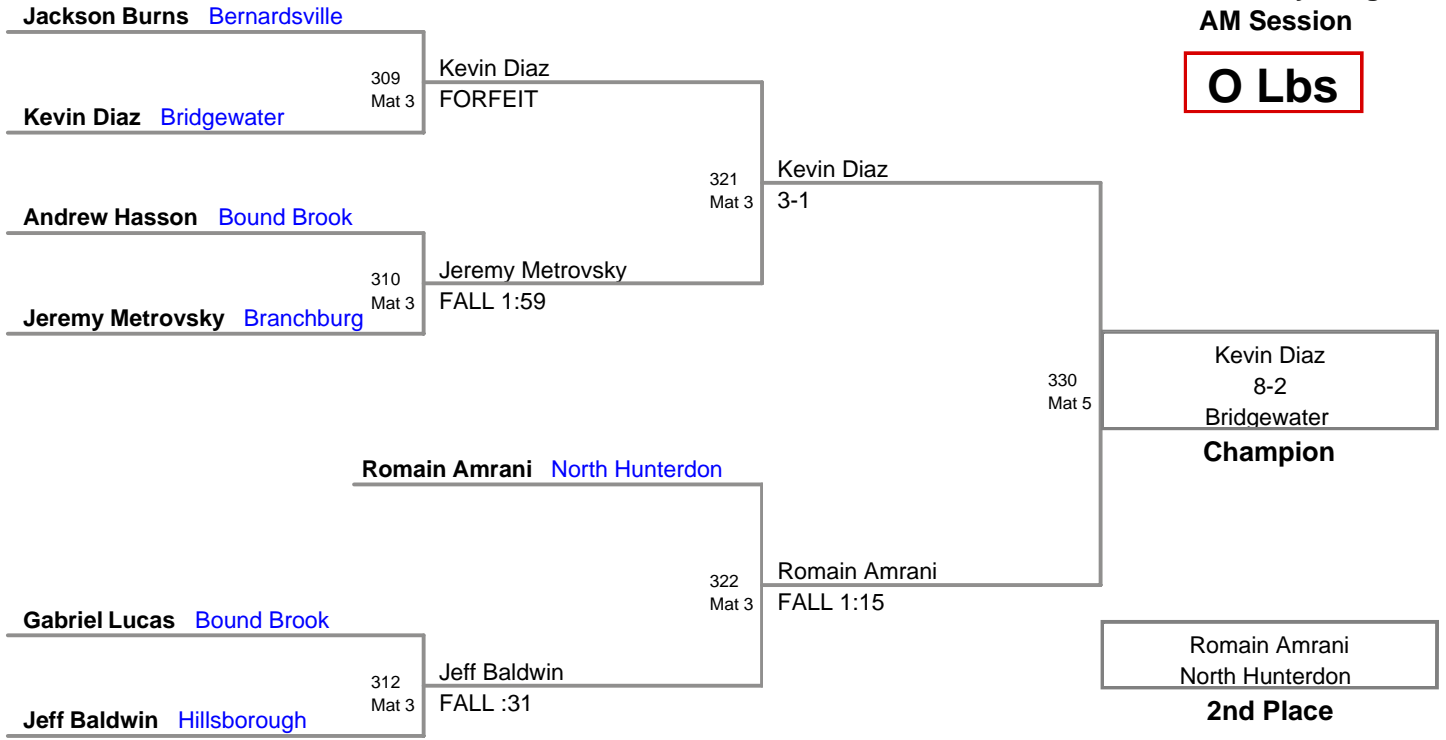 Jackson Burns Bernardsville
AM Session
O Lbs
309
Mat 3
Kevin Diaz
FORFEIT
Kevin Diaz Bridgewater
321
Mat 3
Kevin Diaz
3-1
Andrew Hasson Bound Brook
310
Mat 3
Jeremy Metrovsky
FALL 1:59
Jeremy Metrovsky Branchburg
330
Mat 5
Kevin Diaz
8-2
Bridgewater
Champion
Romain Amrani North Hunterdon
322
Mat 3
Romain Amrani
FALL 1:15
Gabriel Lucas Bound Brook
312
Mat 3
Jeff Baldwin
FALL :31
Jeff Baldwin Hillsborough
Romain Amrani
North Hunterdon
2nd Place